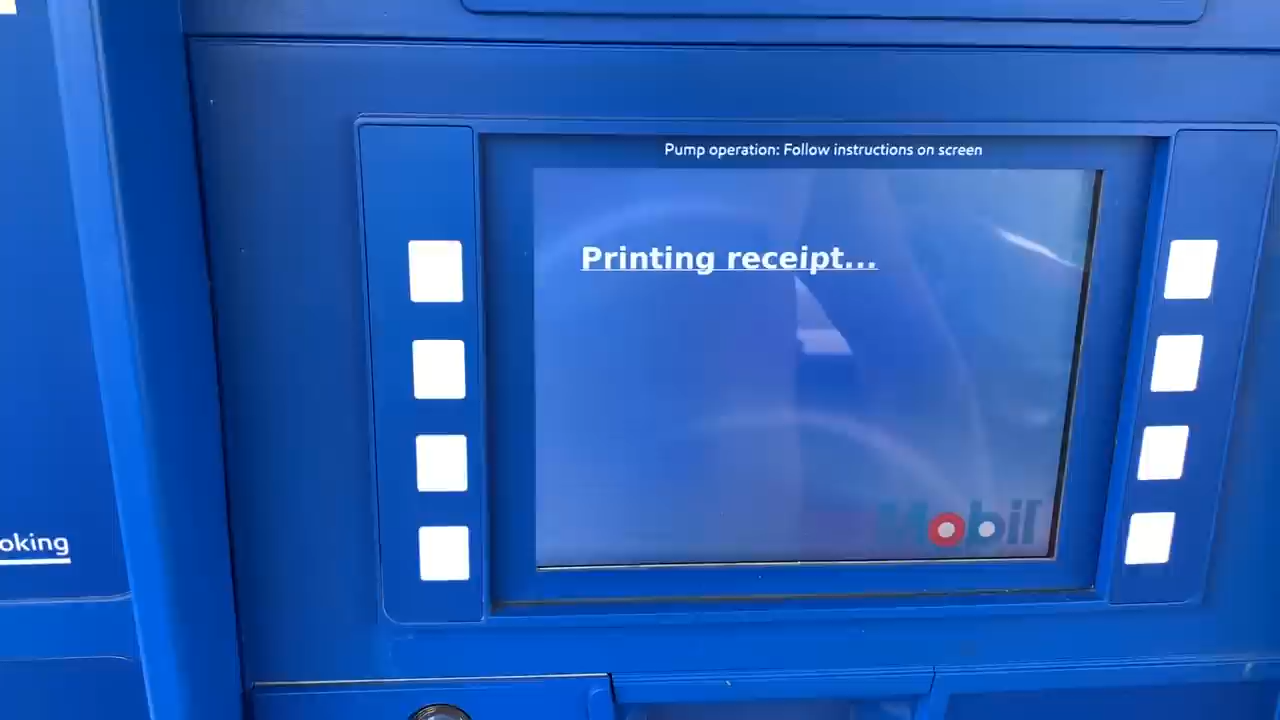 Pump operation: Follow instructions on screen
Printing receipt...
Mobil
oking